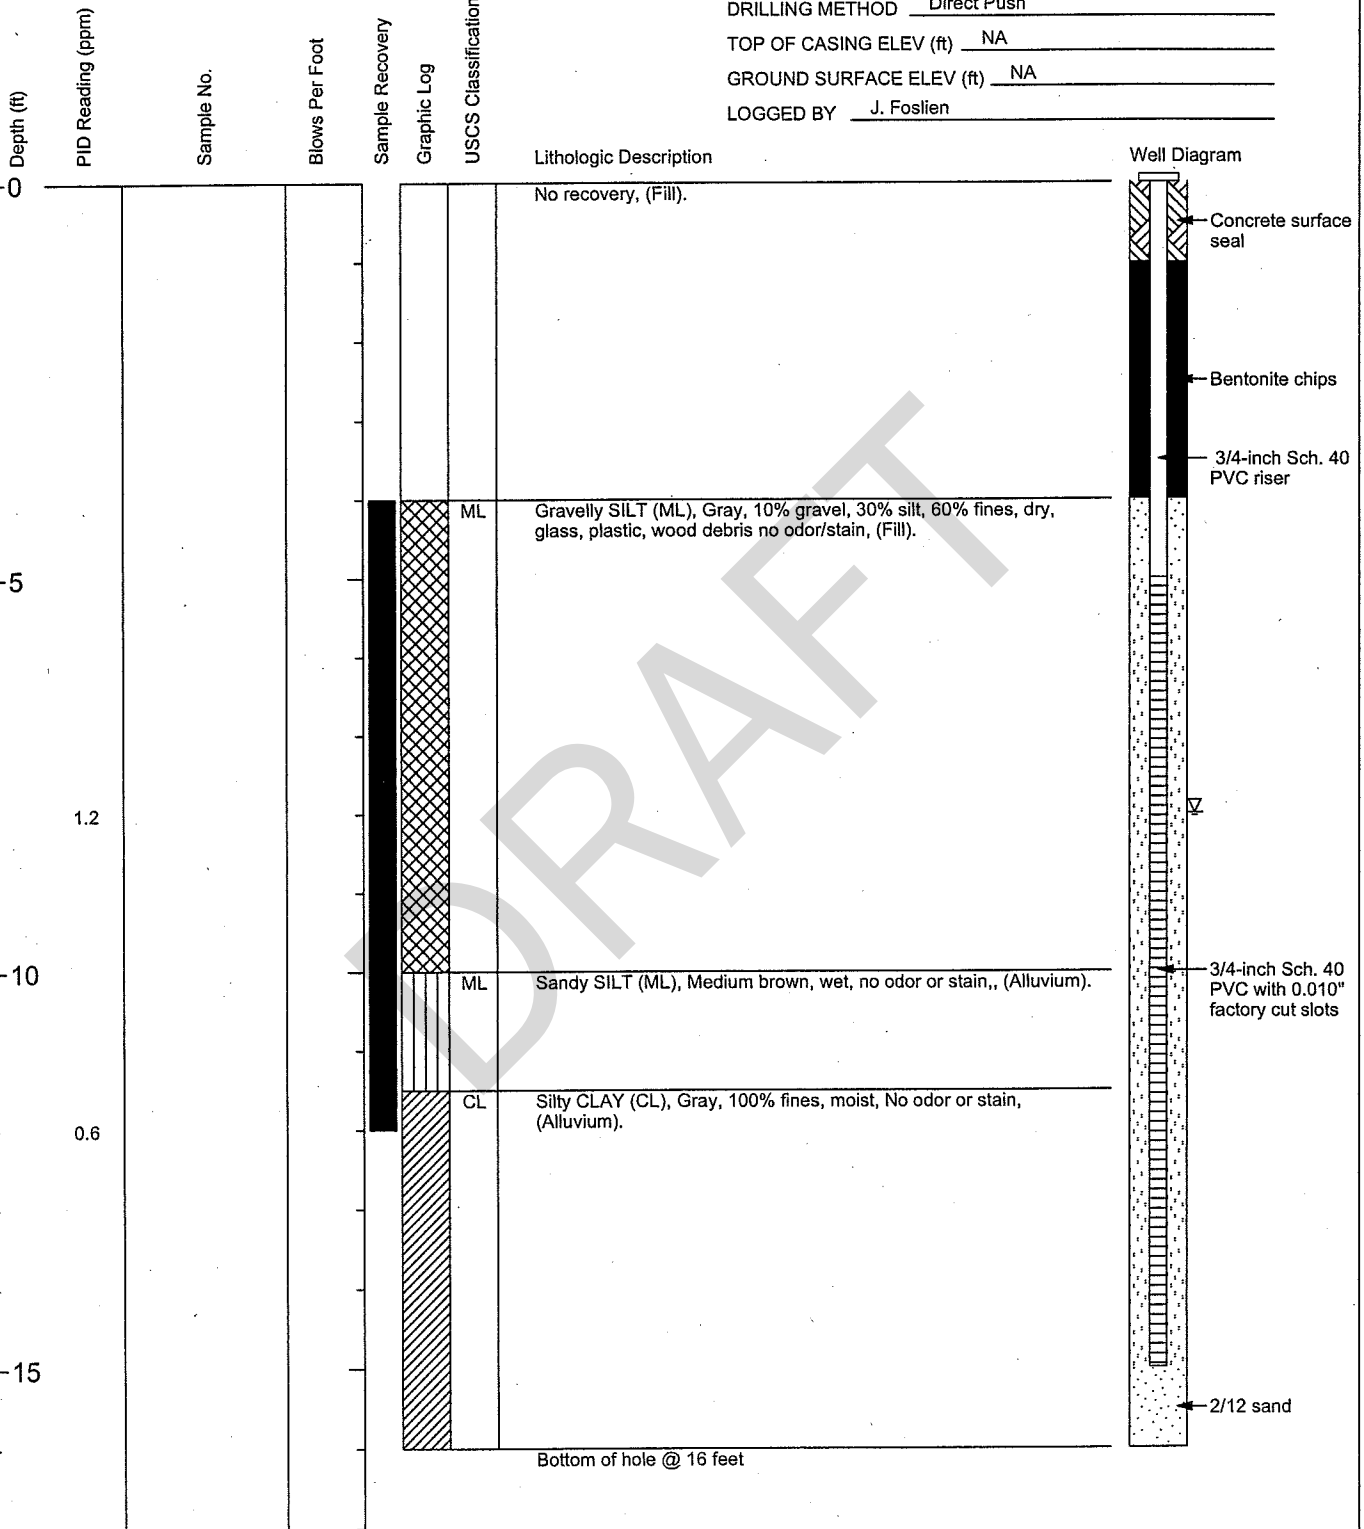 DRILLING METHOD Direct Push
TOP OF CASING ELEV (ft) NA
GROUND SURFACE ELEV (ft) NA
LOGGED BY J. Foslien
Depth (ft)
PID Reading (ppm)
Sample No.
Blows Per Foot
Sample Recovery
Graphic Log
USCS Classification
Lithologic Description
Well Diagram
0
No recovery, (Fill).
Concrete surface
seal
Bentonite chips
3/4-inch Sch. 40
PVC riser
ML
Gravelly SILT (ML), Gray, 10% gravel, 30% silt, 60% fines, dry,
glass, plastic, wood debris no odor/stain, (Fill).
5
1.2
DRAFT
10
ML
Sandy SILT (ML), Medium brown, wet, no odor or stain,, (Alluvium).
3/4-inch Sch. 40
PVC with 0.010"
factory cut slots
CL
Silty CLAY (CL), Gray, 100% fines, moist, No odor or stain,
(Alluvium).
0.6
15
2/12 sand
Bottom of hole @ 16 feet